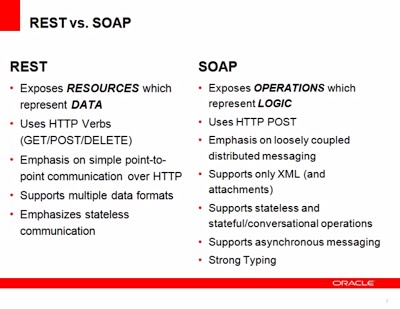 REST vs. SOAP
REST
• Exposes RESOURCES which
represent DATA
• Uses HTTP Verbs
(GET/POST/DELETE)
• Emphasis on simple point-to-
point communication over HTTP
• Supports multiple data formats
• Emphasizes stateless
communication
SOAP
• Exposes OPERATIONS which
represent LOGIC
• Uses HTTP POST
• Emphasis on loosely coupled
distributed messaging
• Supports only XML (and
attachments)
• Supports stateless and
stateful/conversational operations
• Supports asynchronous messaging
• Strong Typing
ORACLE